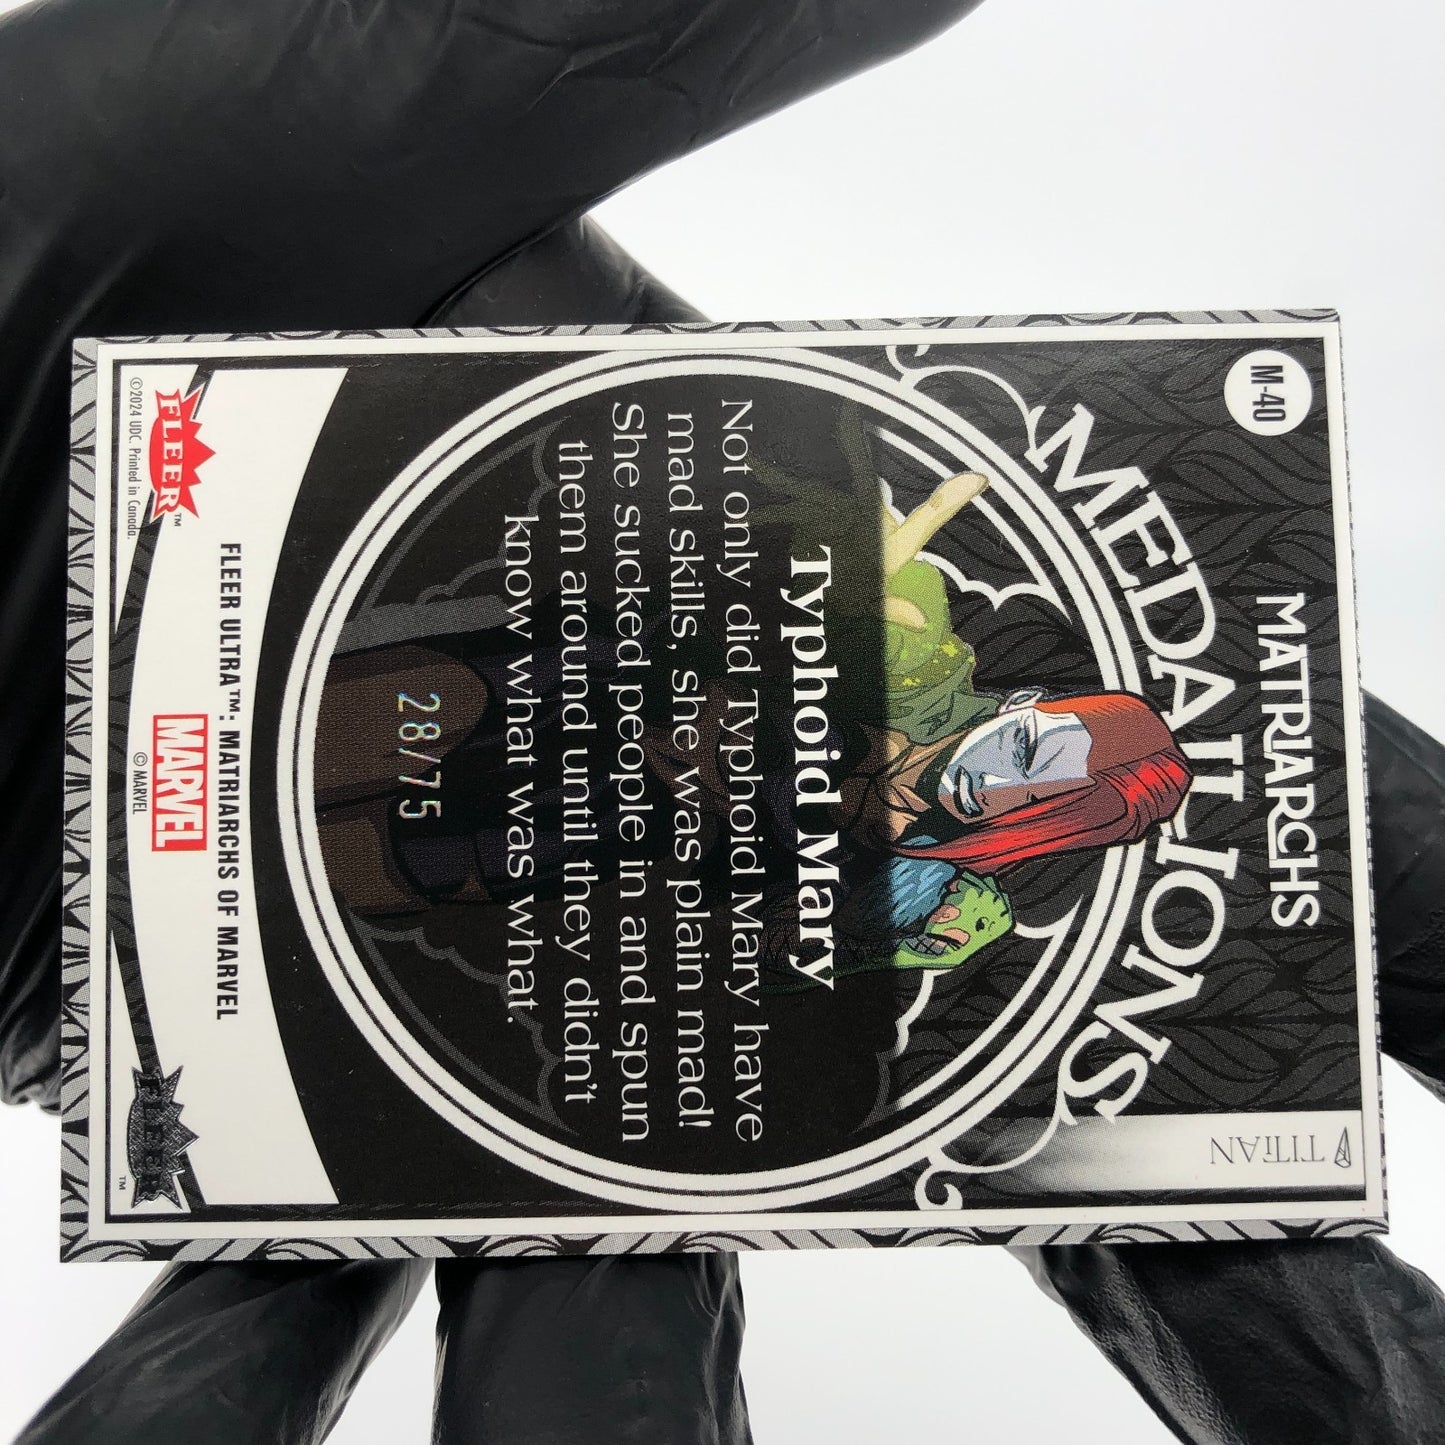 M-40
MATRIARCHS
MEDALLIONS
TITAN
Typhoid Mary
Not only did Typhoid Mary have
mad skills, she was plain mad!
She sucked people in and spun
them around until they didn't
know what was what.
28/75
FLEER ULTRA™: MATRIARCHS OF MARVEL
FLEER™
MARVEL
© MARVEL
FLEER™
©2024 UDC. Printed in Canada.